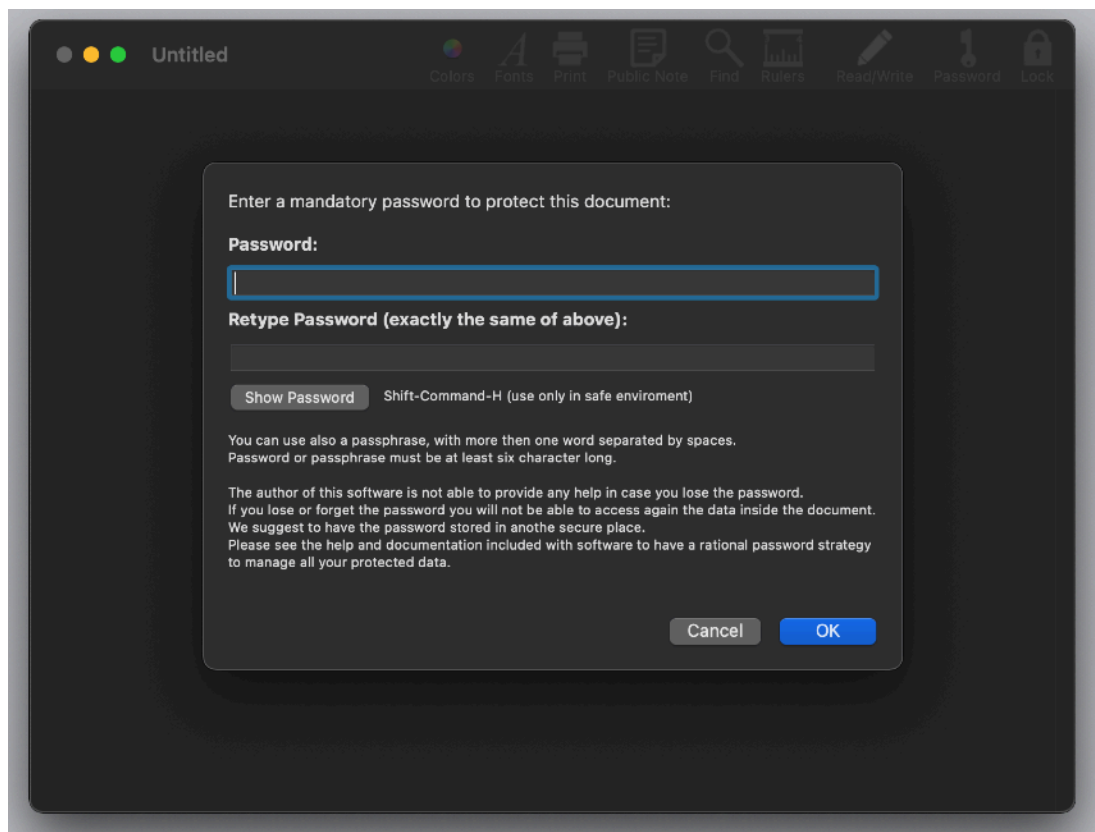 Untitled
Colors Fonts Print Public Note Find Rulers Read/Write Password Lock
Enter a mandatory password to protect this document:
Password:
Retype Password (exactly the same of above):
Show Password Shift-Command-H (use only in safe enviroment)
You can use also a passphrase, with more then one word separated by spaces.
Password or passphrase must be at least six character long.
The author of this software is not able to provide any help in case you lose the password.
If you lose or forget the password you will not be able to access again the data inside the document.
We suggest to have the password stored in anothe secure place.
Please see the help and documentation included with software to have a rational password strategy
to manage all your protected data.
Cancel OK